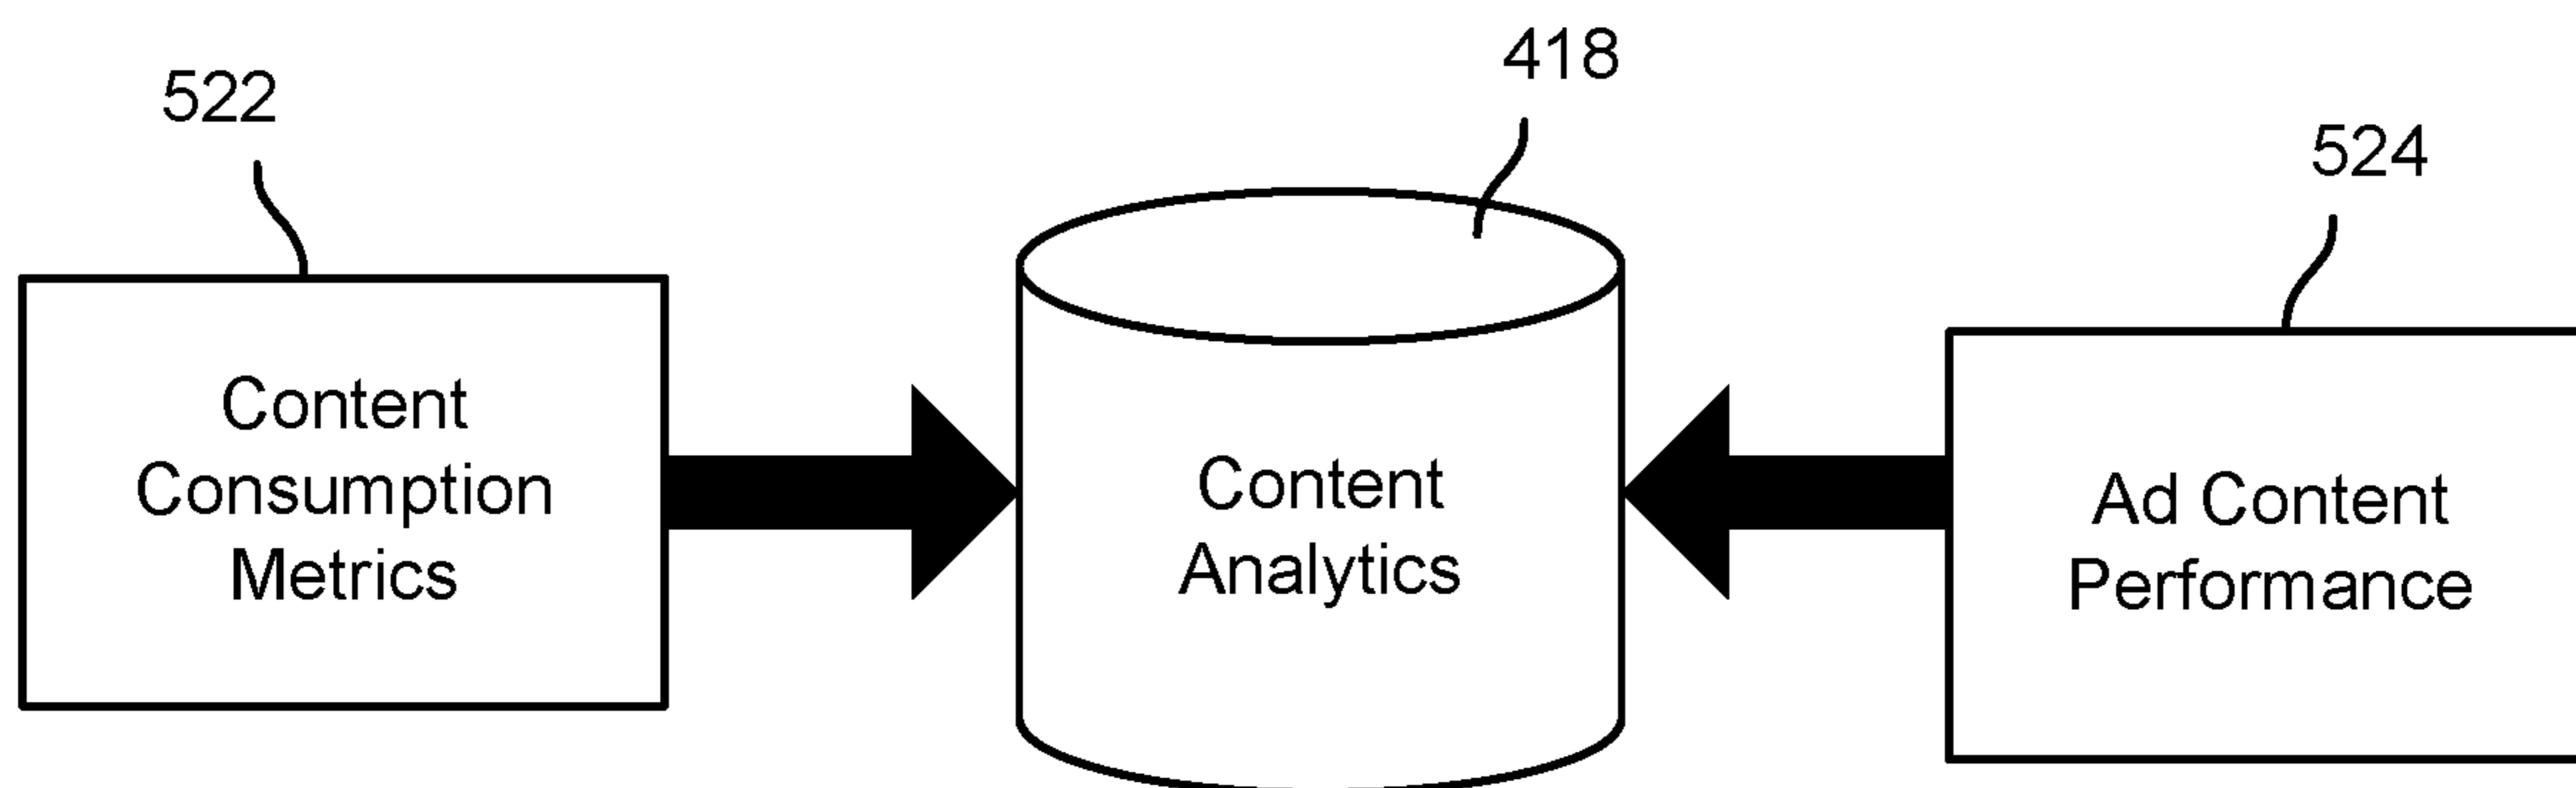 522
418
524
Content
Consumption
Metrics
Content
Analytics
Ad Content
Performance